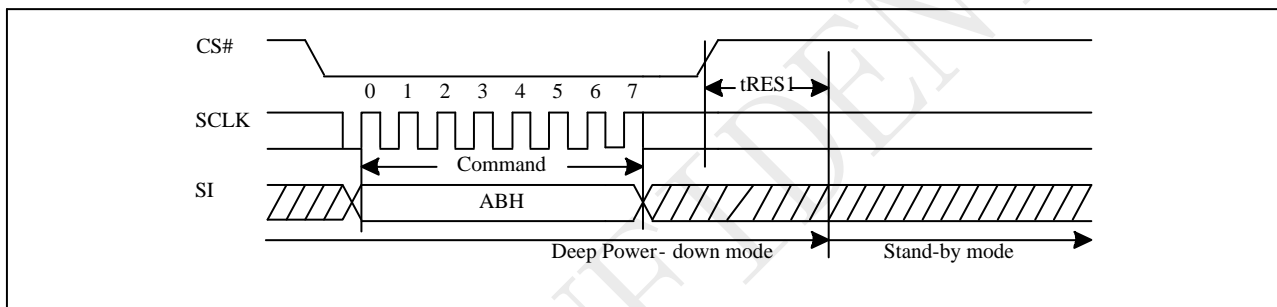 CS#
tRES1
0 1 2 3 4 5 6 7
SCLK
Command
SI
ABH
Deep Power- down mode Stand-by mode